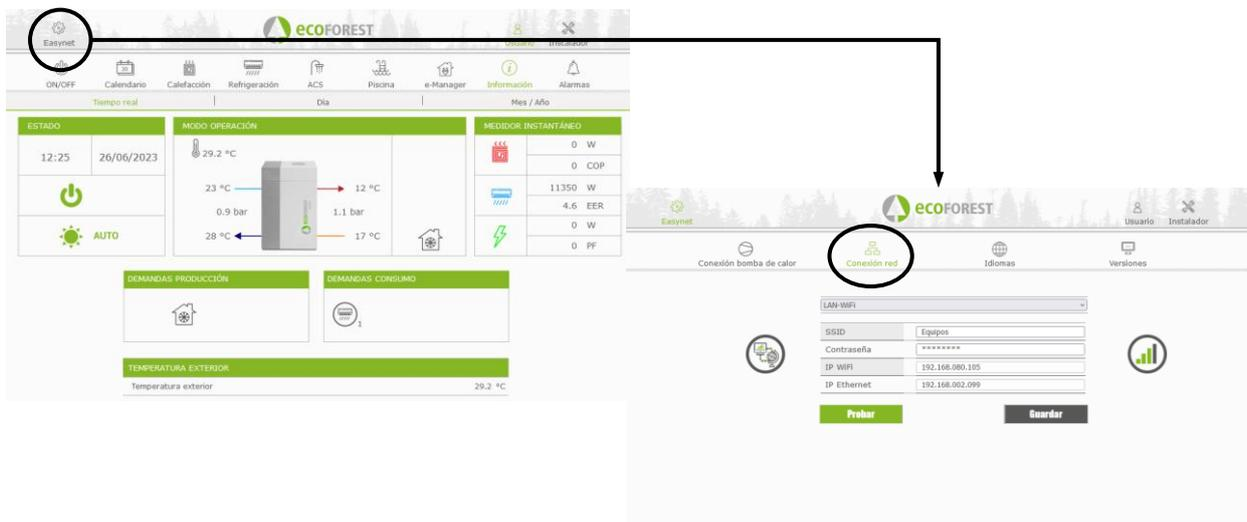 Easynet
ecoFOREST
Usuario Instalador
ON/OFF Calendario Calefacción Refrigeración ACS Piscina e-Manager Información Alarmas
Tiempo real Día Mes / Año
ESTADO
12:25 26/06/2023
AUTO
MODO OPERACIÓN
29.2 °C
23 °C 12 °C
0.9 bar 1.1 bar
28 °C 17 °C
MEDIDOR INSTANTÁNEO
0 W
0 COP
11350 W
4.6 EER
0 W
0 PF
DEMANDAS PRODUCCIÓN
DEMANDAS CONSUMO
1
TEMPERATURA EXTERIOR
Temperatura exterior 29.2 °C
Easynet
ecoFOREST
Usuario Instalador
Conexión bomba de calor Conexión red Idiomas Versiones
LAN-WiFi
SSID Equipos
Contraseña ********
IP WiFi 192.168.080.105
IP Ethernet 192.168.002.099
Probar Guardar